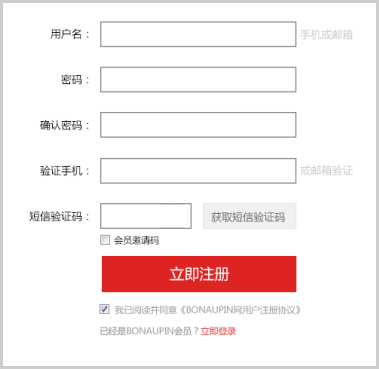 用户名： 手机或邮箱
密码：
确认密码：
验证手机： 或邮箱验证
短信验证码： 获取短信验证码
会员邀请码
立即注册
我已阅读并同意《BONAUPIN网用户注册协议》
已经是BONAUPIN会员？立即登录